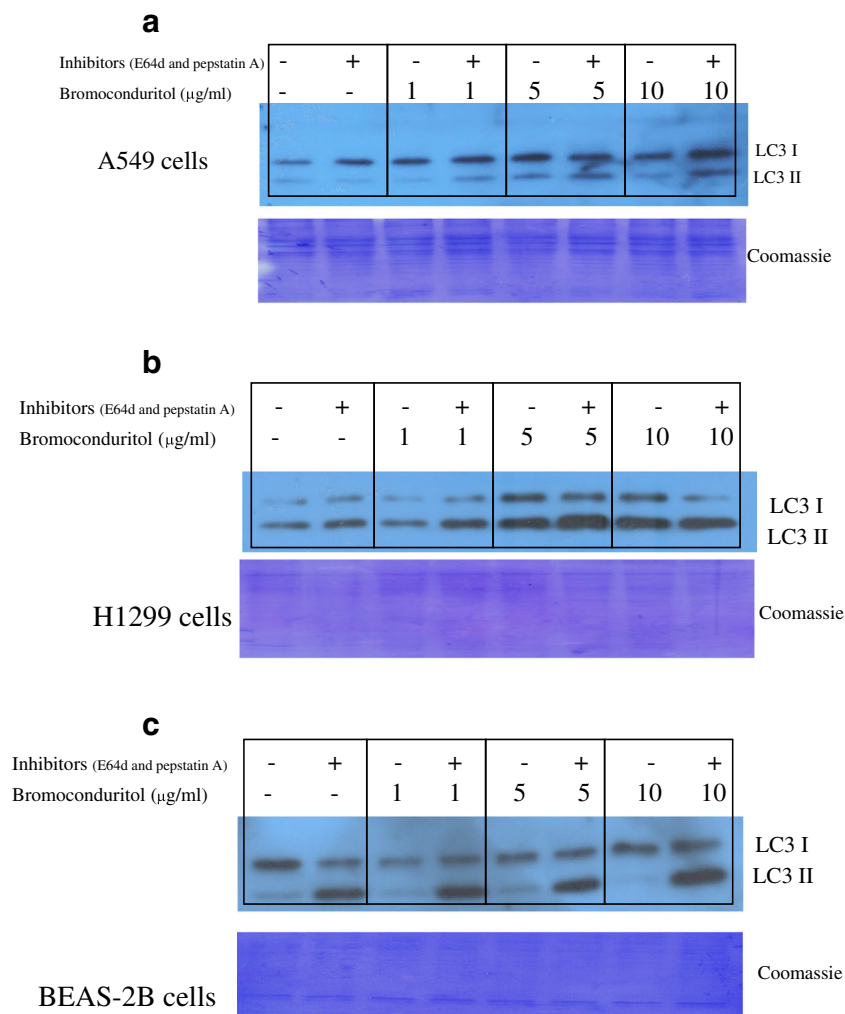 a
Inhibitors (E64d and pepstatin A) - + - + - + - +
Bromoconduritol (μg/ml) - - 1 1 5 5 10 10
A549 cells
LC3 I
LC3 II
Coomassie
b
Inhibitors (E64d and pepstatin A) - + - + - + - +
Bromoconduritol (μg/ml) - - 1 1 5 5 10 10
LC3 I
LC3 II
H1299 cells
Coomassie
c
Inhibitors (E64d and pepstatin A) - + - + - + - +
Bromoconduritol (μg/ml) - - 1 1 5 5 10 10
LC3 I
LC3 II
Coomassie
BEAS-2B cells